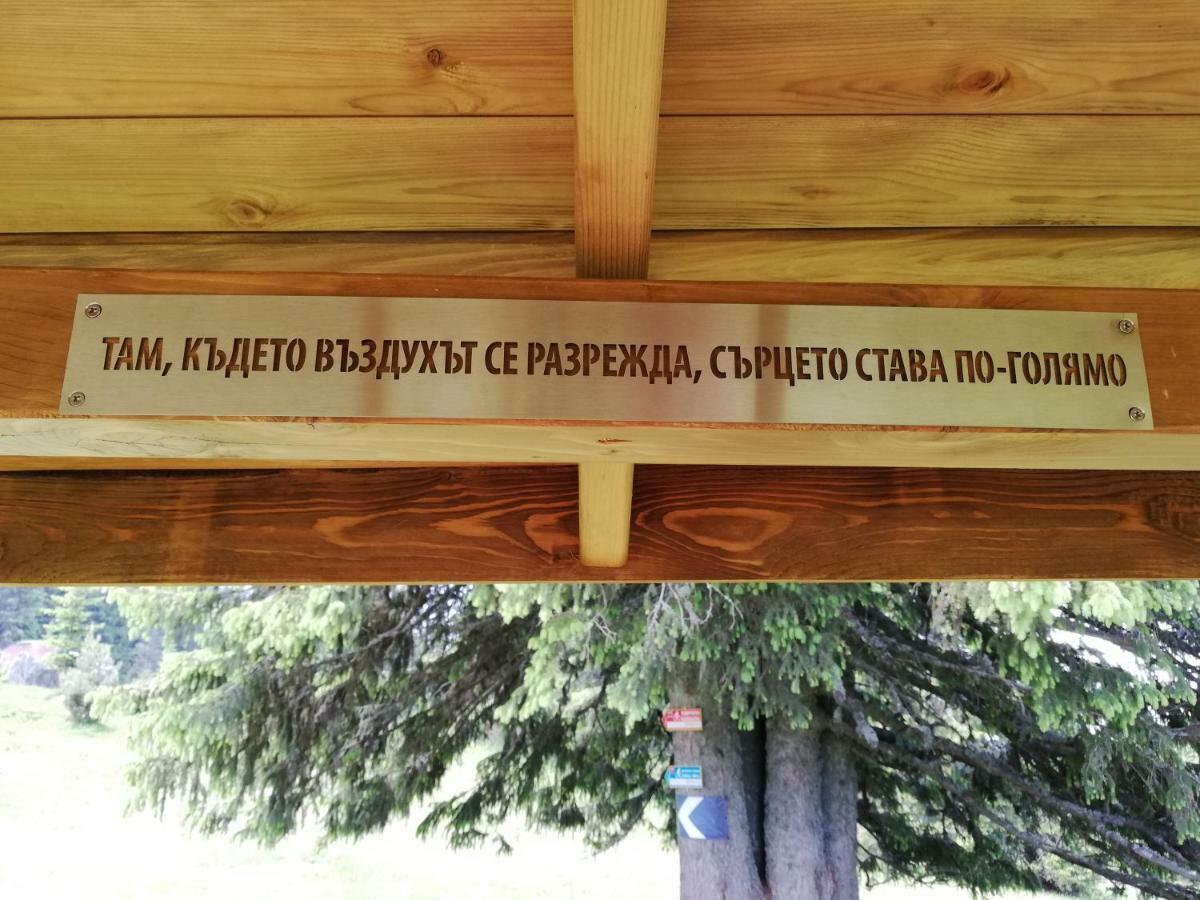 ТАМ, КЪДЕТО ВЪЗДУХЪТ СЕ РАЗРЕЖДА, СЪРЦЕТО СТАВА ПО-ГОЛЯМО